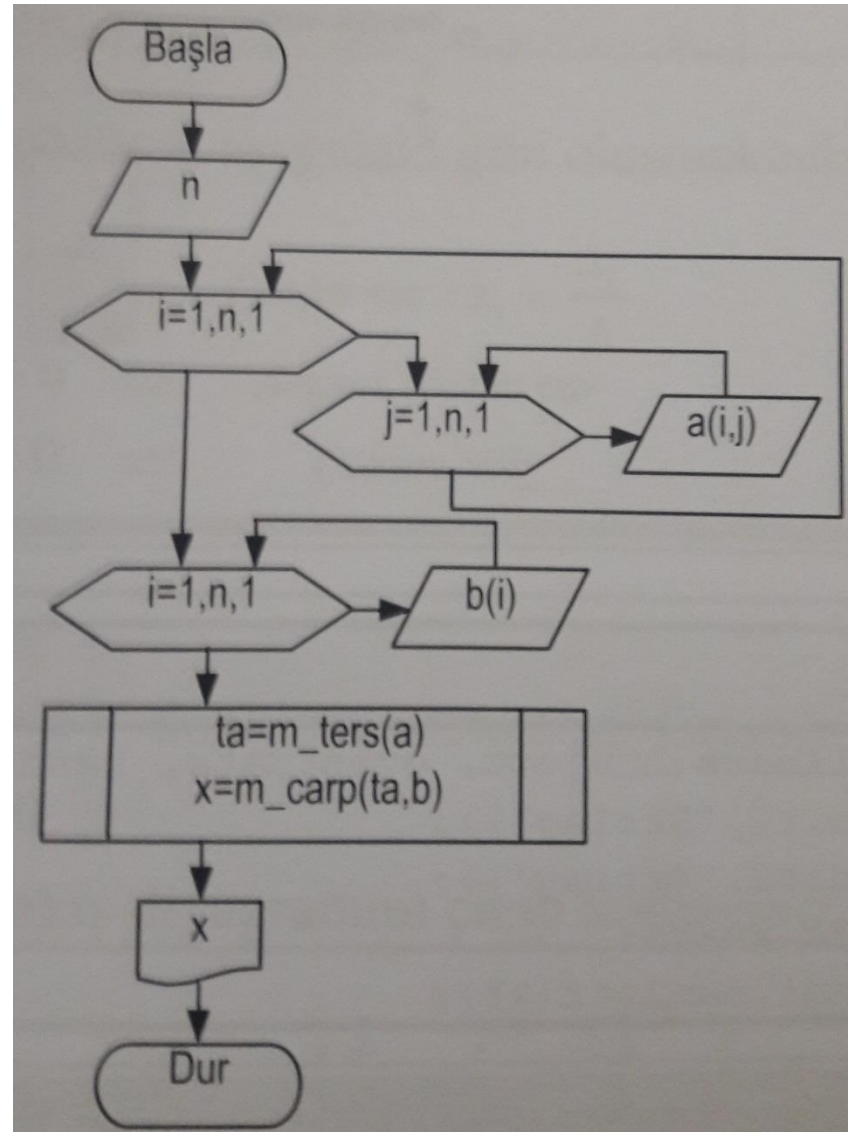 Başla
n
i=1,n,1
j=1,n,1
a(i,j)
i=1,n,1
b(i)
ta=m_ters(a)
x=m_carp(ta,b)
x
Dur